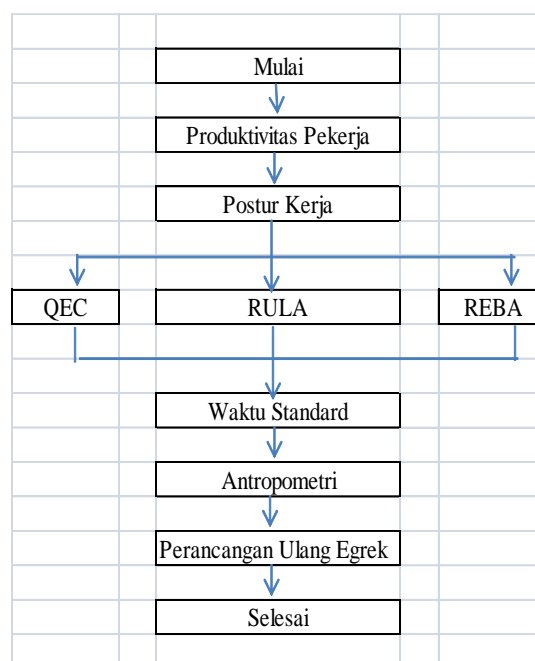 Mulai
Produktivitas Pekerja
Postur Kerja
QEC
RULA
REBA
Waktu Standard
Antropometri
Perancangan Ulang Egrek
Selesai